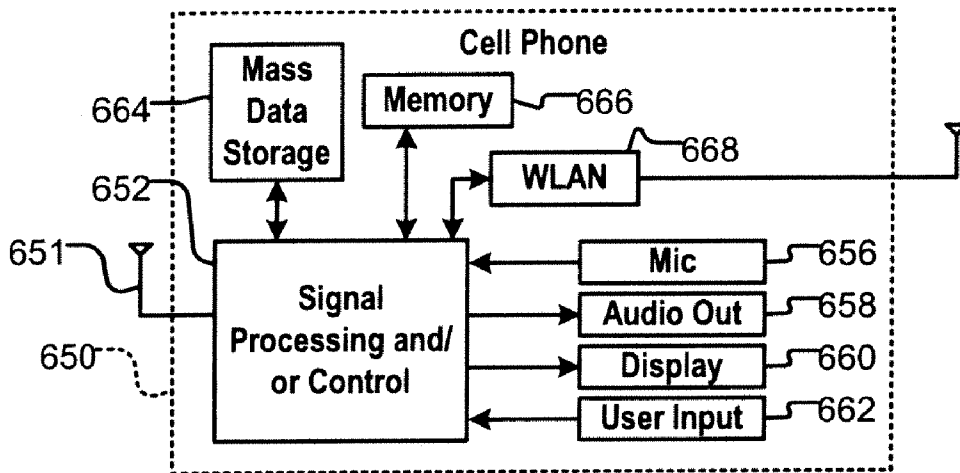 Cell Phone
664
Mass
Data
Storage
Memory
666
WLAN
668
652
651
650
Signal
Processing and/
or Control
Mic
656
Audio Out
658
Display
660
User Input
662